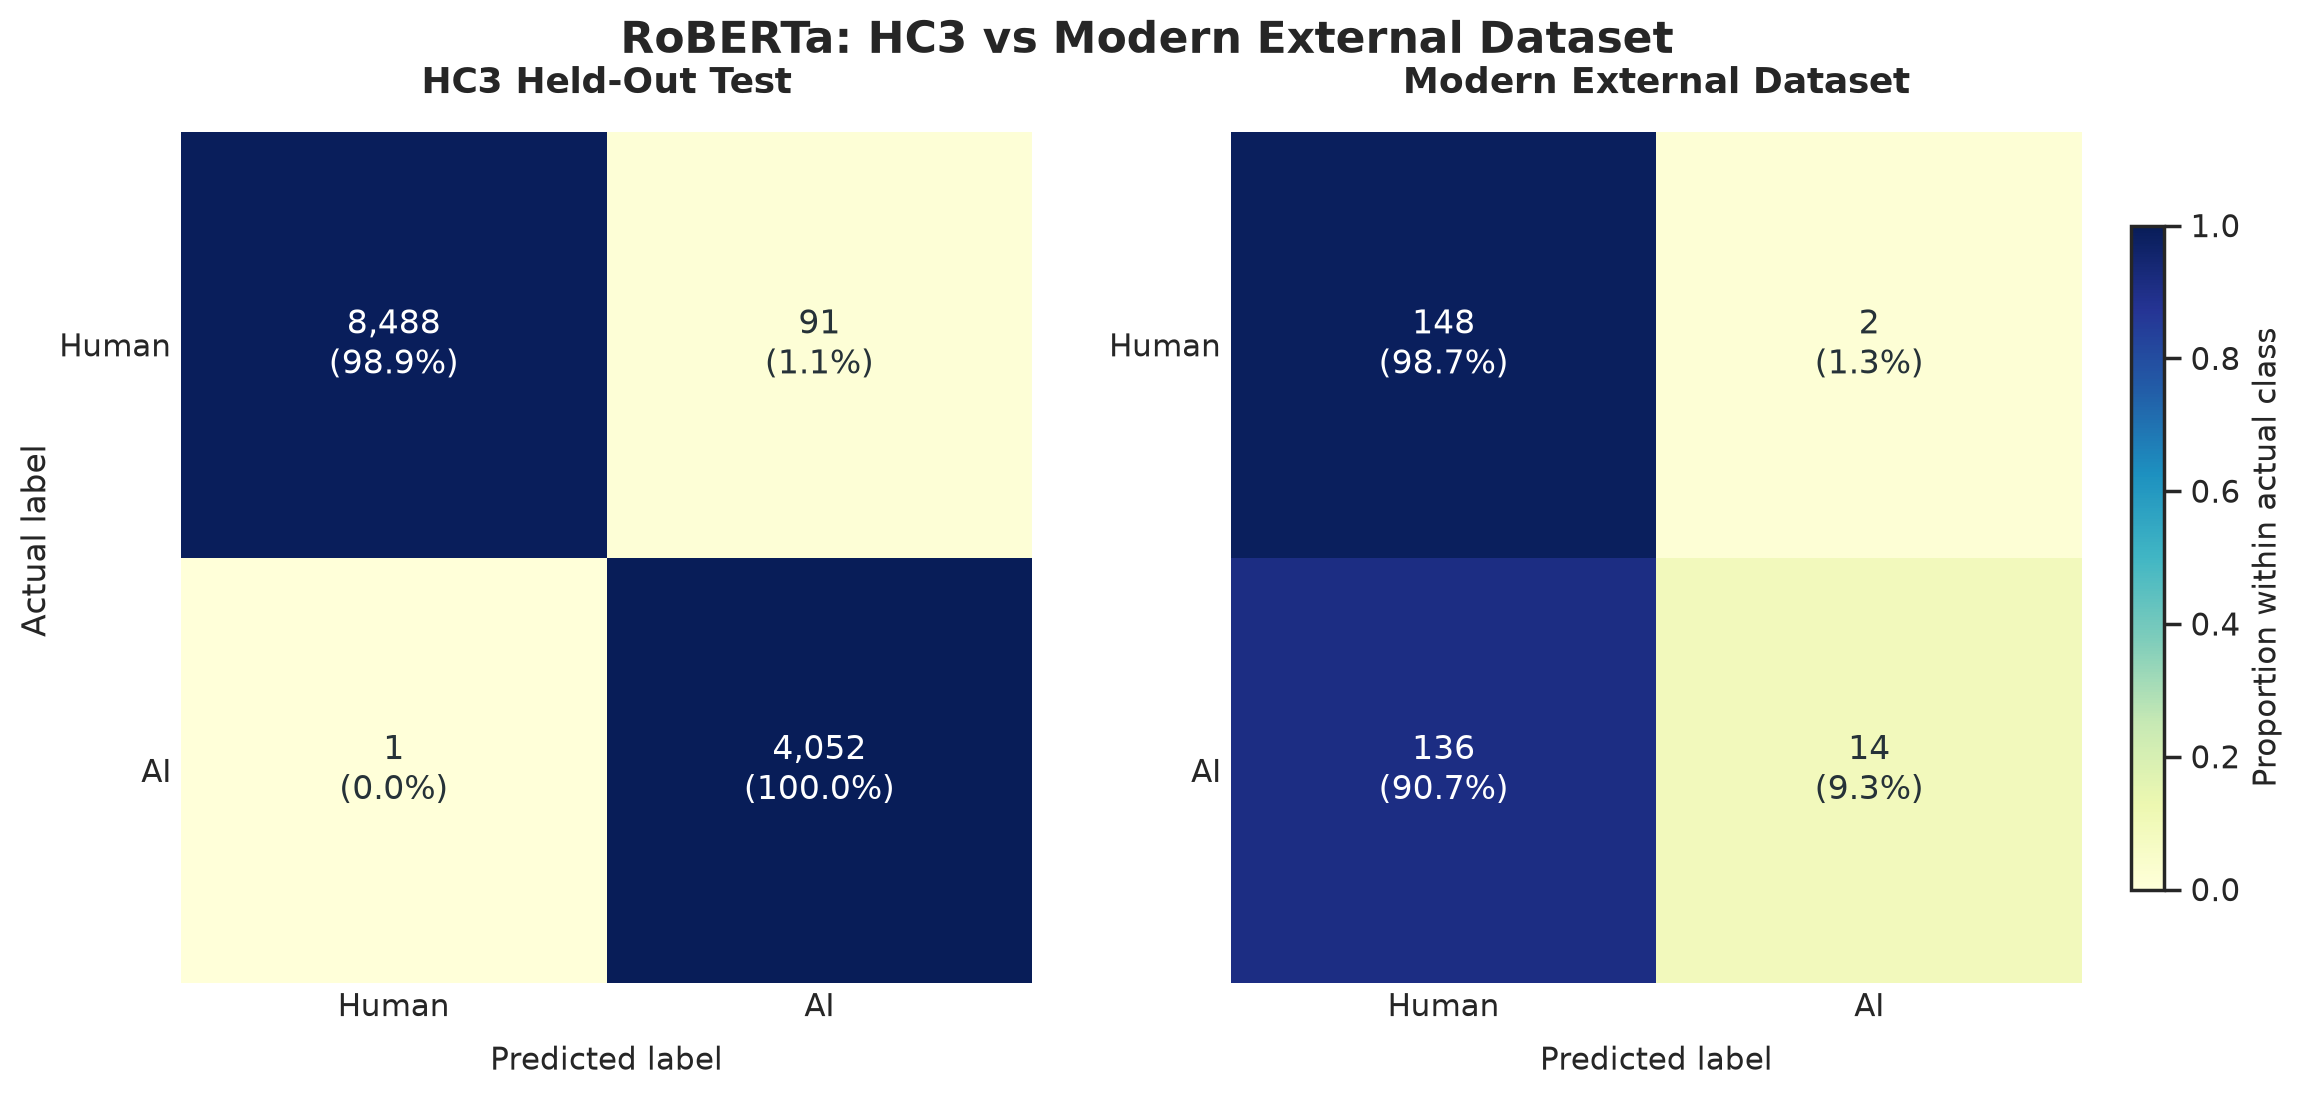 RoBERTa: HC3 vs Modern External Dataset
HC3 Held-Out Test
Modern External Dataset
Actual label
Human
AI
8,488
(98.9%)
91
(1.1%)
1
(0.0%)
4,052
(100.0%)
Human
AI
Predicted label
Human
AI
148
(98.7%)
2
(1.3%)
136
(90.7%)
14
(9.3%)
Human
AI
Predicted label
1.0
0.8
0.6
0.4
0.2
0.0
Proportion within actual class